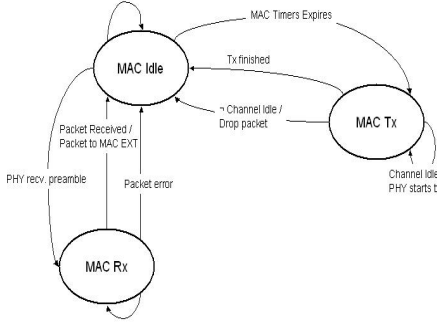 MAC Timers Expires
MAC Idle
Tx finished
¬ Channel Idle /
Drop packet
MAC Tx
Packet Received /
Packet to MAC EXT
Channel Idle
PHY starts
PHY recv. preamble
Packet error
MAC Rx